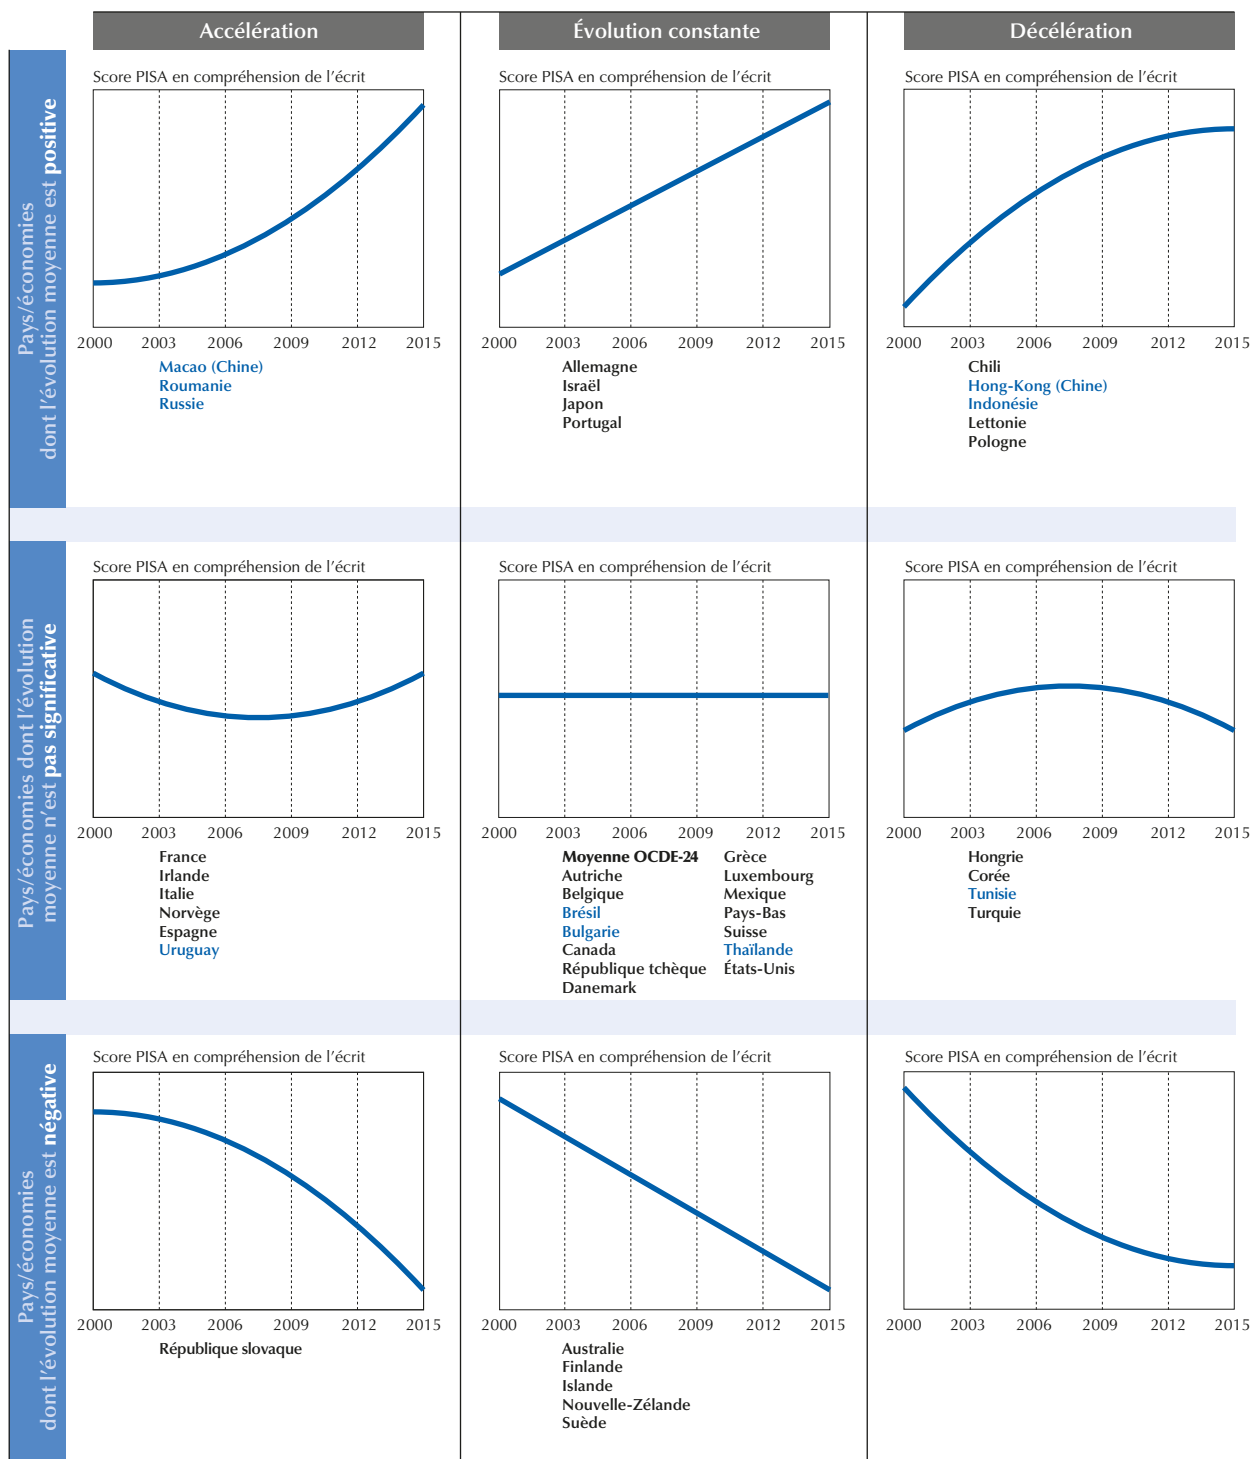 Accélération
Évolution constante
Décélération
Pays/économies
dont l'évolution moyenne est positive
Score PISA en compréhension de l'écrit
2000 2003 2006 2009 2012 2015
Macao (Chine)
Roumanie
Russie
Score PISA en compréhension de l'écrit
2000 2003 2006 2009 2012 2015
Allemagne
Israël
Japon
Portugal
Score PISA en compréhension de l'écrit
2000 2003 2006 2009 2012 2015
Chili
Hong-Kong (Chine)
Indonésie
Lettonie
Pologne
Pays/économies dont l'évolution
moyenne n'est pas significative
Score PISA en compréhension de l'écrit
2000 2003 2006 2009 2012 2015
France
Irlande
Italie
Norvège
Espagne
Uruguay
Score PISA en compréhension de l'écrit
2000 2003 2006 2009 2012 2015
Moyenne OCDE-24
Autriche
Belgique
Brésil
Bulgarie
Canada
République tchèque
Danemark
Grèce
Luxembourg
Mexique
Pays-Bas
Suisse
Thaïlande
États-Unis
Score PISA en compréhension de l'écrit
2000 2003 2006 2009 2012 2015
Hongrie
Corée
Tunisie
Turquie
Pays/économies
dont l'évolution moyenne est négative
Score PISA en compréhension de l'écrit
2000 2003 2006 2009 2012 2015
République slovaque
Score PISA en compréhension de l'écrit
2000 2003 2006 2009 2012 2015
Australie
Finlande
Islande
Nouvelle-Zélande
Suède
Score PISA en compréhension de l'écrit
2000 2003 2006 2009 2012 2015